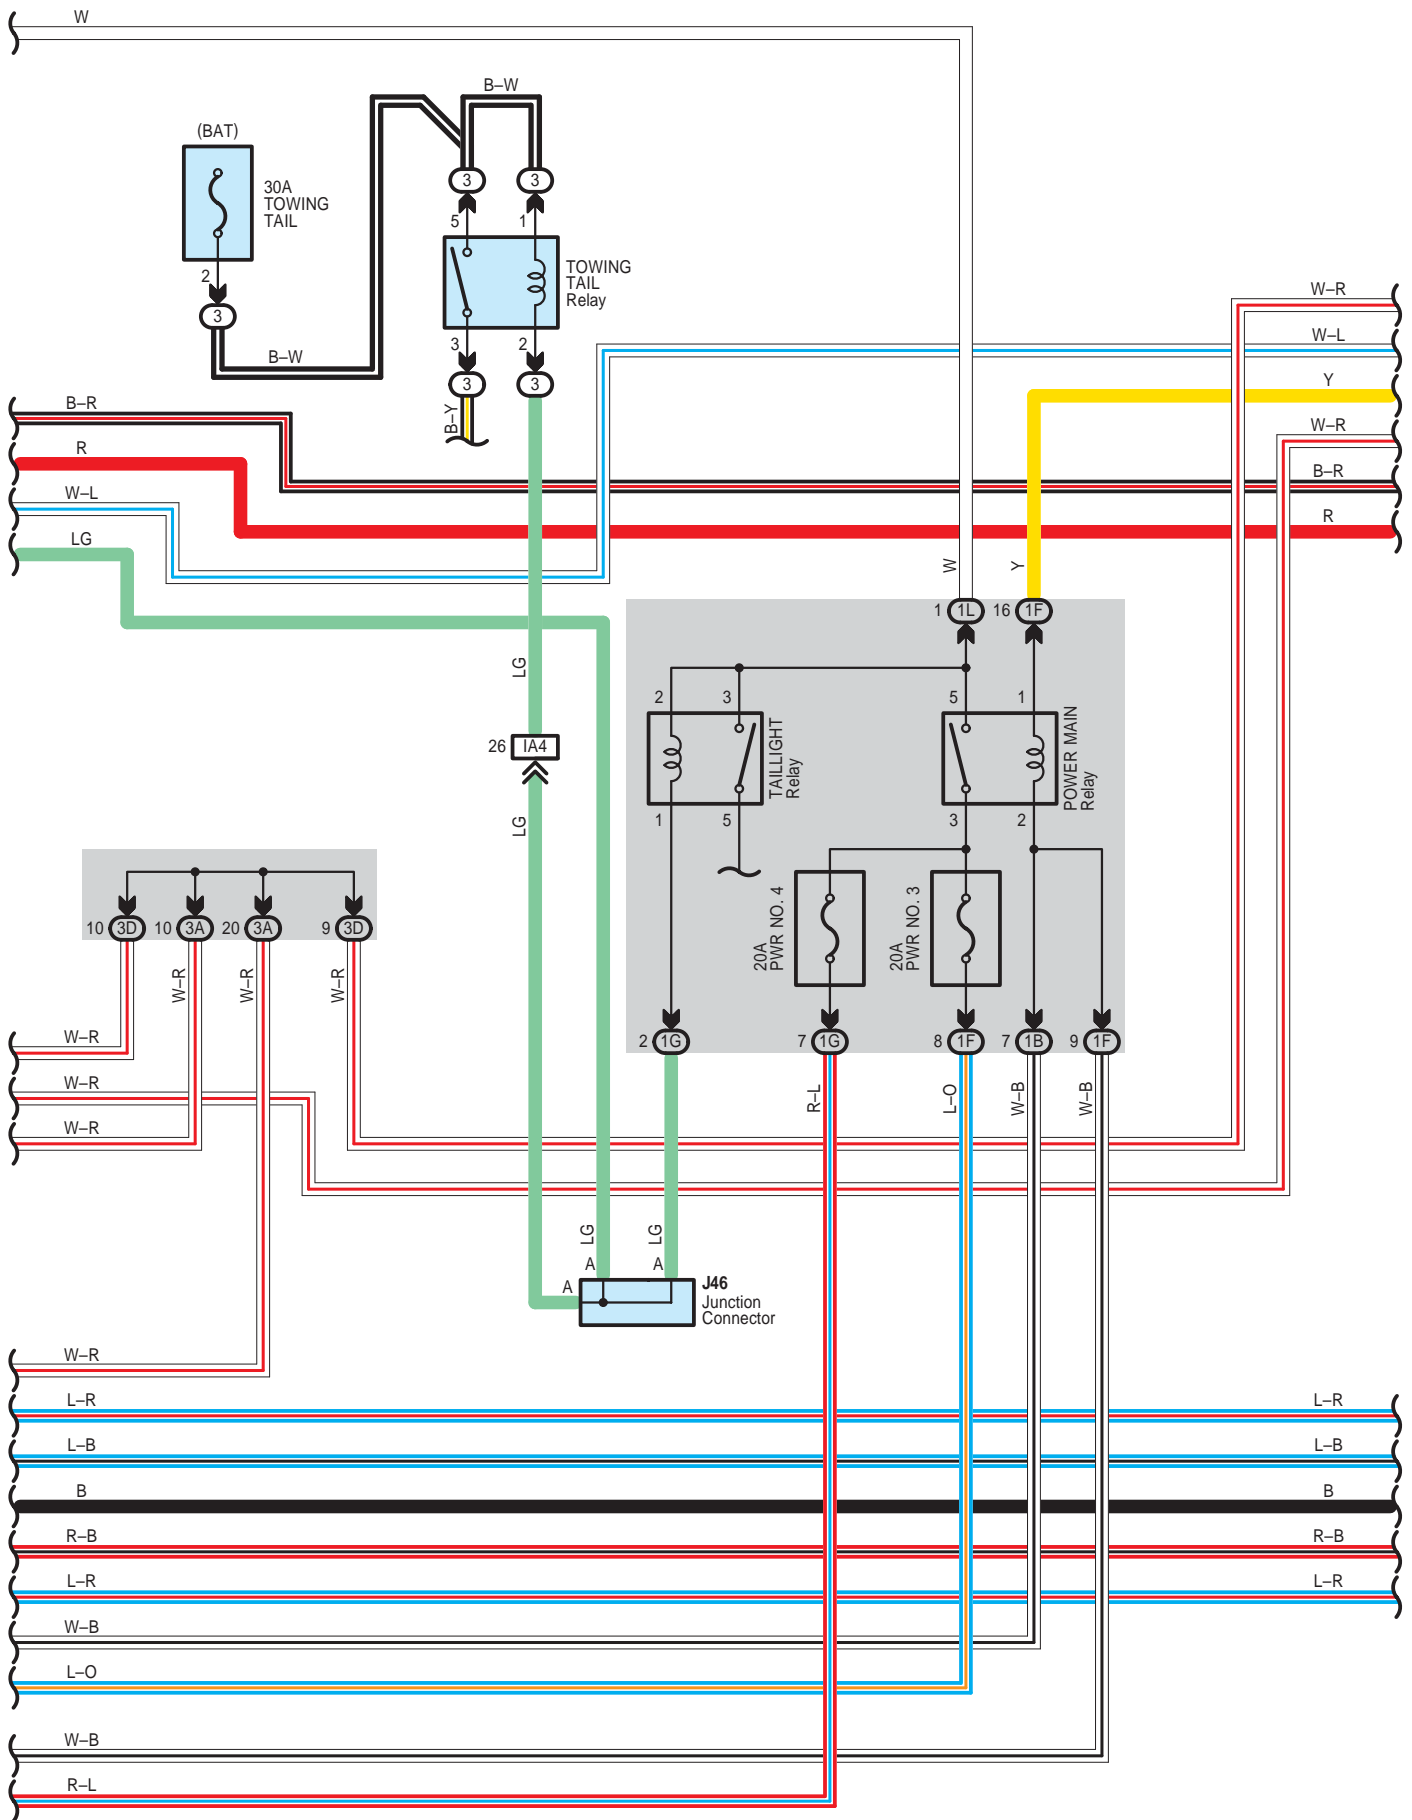 W
B–W
(BAT)
30A
TOWING
TAIL
3
3
5
1
TOWING
TAIL
Relay
2
3
B–W
3
2
3
3
B–Y
W–R
W–L
Y
W–R
B–R
R
B–R
R
W–L
LG
W
Y
1
1L
16
1F
LG
2
3
5
1
26
IA4
TAILLIGHT
Relay
POWER MAIN
Relay
LG
1
5
3
2
20A
PWR NO. 4
20A
PWR NO. 3
10
3D
10
3A
20
3A
9
3D
W–R
W–R
W–R
2
1G
7
1G
8
1F
7
1B
9
1F
W–R
W–R
W–R
R–L
L–O
W–B
W–B
LG
LG
A
A
A
J46
Junction
Connector
W–R
L–R
L–R
L–B
L–B
B
B
R–B
R–B
L–R
L–R
W–B
L–O
W–B
R–L